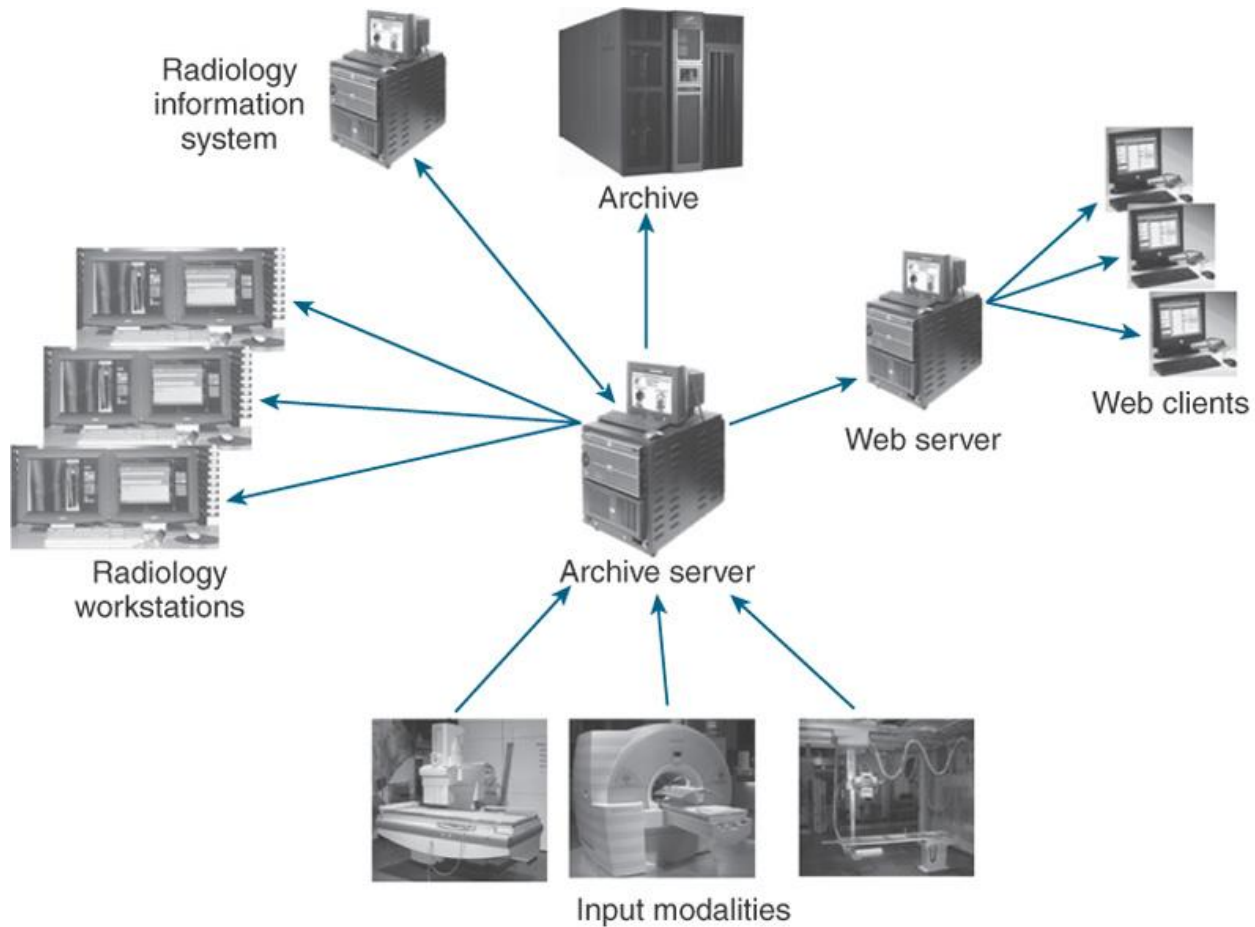 Radiology
information
system
Archive
Web clients
Web server
Radiology
workstations
Archive server
Input modalities